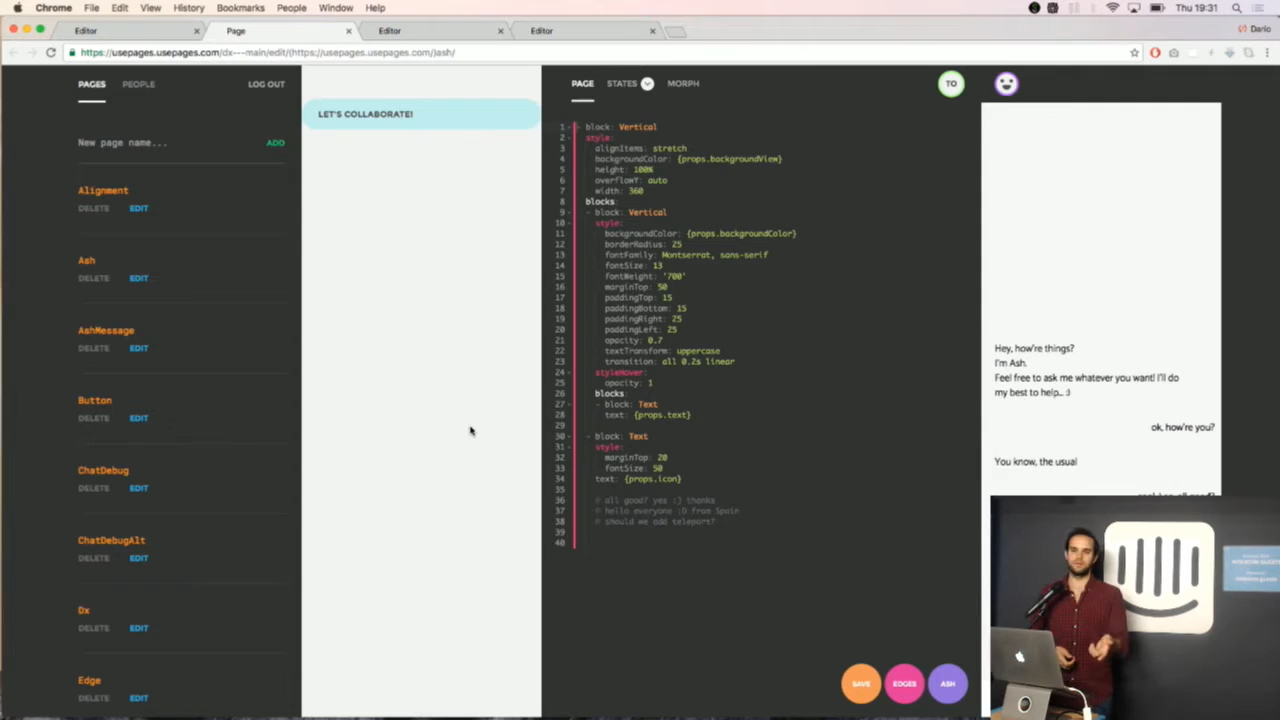 Chrome File Edit View History Bookmarks People Window Help Thu 19:31
Editor Page Editor Editor Dario
https://usepages.usepages.com/dx---main/edit/(https://usepages.usepages.com/)ash/
PAGES PEOPLE LOG OUT
New page name... ADD
Alignment
DELETE EDIT
Ash
DELETE EDIT
AshMessage
DELETE EDIT
Button
DELETE EDIT
ChatDebug
DELETE EDIT
ChatDebugAlt
DELETE EDIT
Dx
DELETE EDIT
Edge
DELETE EDIT
LET'S COLLABORATE!
PAGE STATES MORPH TO
1 - block: Vertical
2 style:
3 alignItems: stretch
4 backgroundColor: {props.backgroundView}
5 height: 100%
6 overflowY: auto
7 width: 360
8 blocks:
9 - block: Vertical
10 style:
11 backgroundColor: {props.backgroundColor}
12 borderRadius: 25
13 fontFamily: Montserrat, sans-serif
14 fontSize: 13
15 fontWeight: '700'
16 marginTop: 50
17 paddingTop: 15
18 paddingBottom: 15
19 paddingRight: 25
20 paddingLeft: 25
21 opacity: 0.7
22 textTransform: uppercase
23 transition: all 0.2s linear
24 styleHover:
25 opacity: 1
26 blocks:
27 - block: Text
28 text: {props.text}
29
30 - block: Text
31 style:
32 marginTop: 20
33 fontSize: 50
34 text: {props.icon}
35
36 # all good? yes :) thanks
37 # hello everyone :D from Spain
38 # should we add teleport?
39
40
SAVE EDGES ASH
Hey, how're things?
I'm Ash.
Feel free to ask me whatever you want! I'll do
my best to help... :)
ok, how're you?
You know, the usual